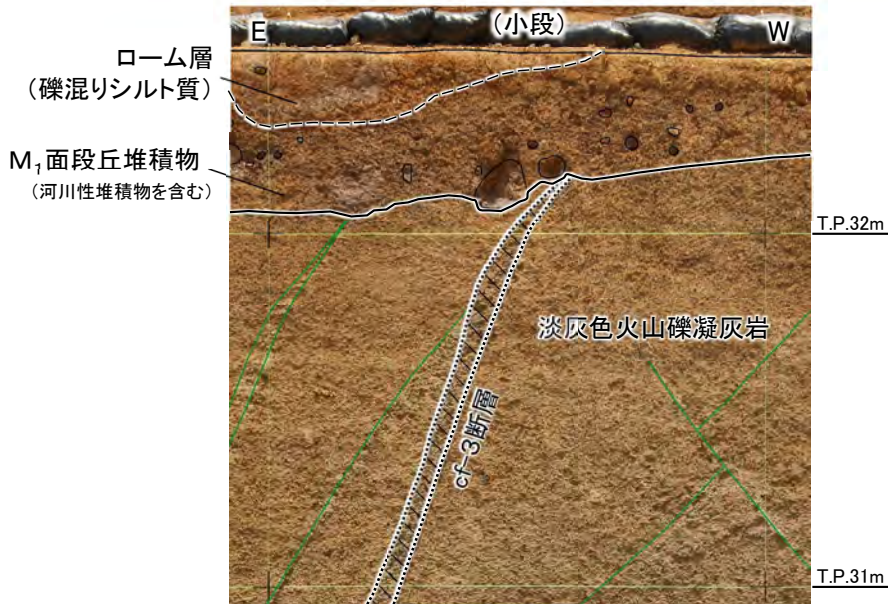 E
(小段)
W
ローム層
(礫混りシルト質)
M₁面段丘堆積物
(河川性堆積物を含む)
T.P.32m
淡灰色火山礫凝灰岩
cf-3断層
T.P.31m